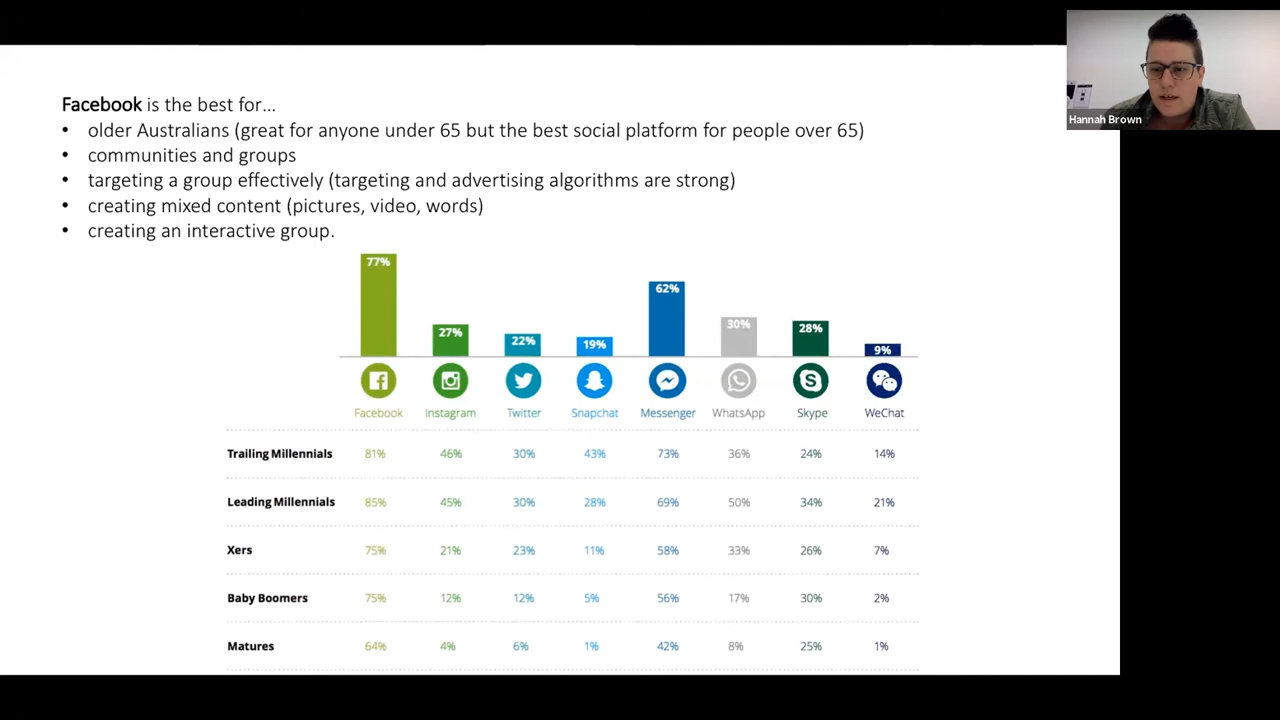 Facebook is the best for...
• older Australians (great for anyone under 65 but the best social platform for people over 65)
• communities and groups
• targeting a group effectively (targeting and advertising algorithms are strong)
• creating mixed content (pictures, video, words)
• creating an interactive group.
Hannah Brown
77% 27% 22% 19% 62% 30% 28% 9%
Facebook Instagram Twitter Snapchat Messenger WhatsApp Skype WeChat
Trailing Millennials 81% 46% 30% 43% 73% 36% 24% 14%
Leading Millennials 85% 45% 30% 28% 69% 50% 34% 21%
Xers 75% 21% 23% 11% 58% 33% 26% 7%
Baby Boomers 75% 12% 12% 5% 56% 17% 30% 2%
Matures 64% 4% 6% 1% 42% 8% 25% 1%